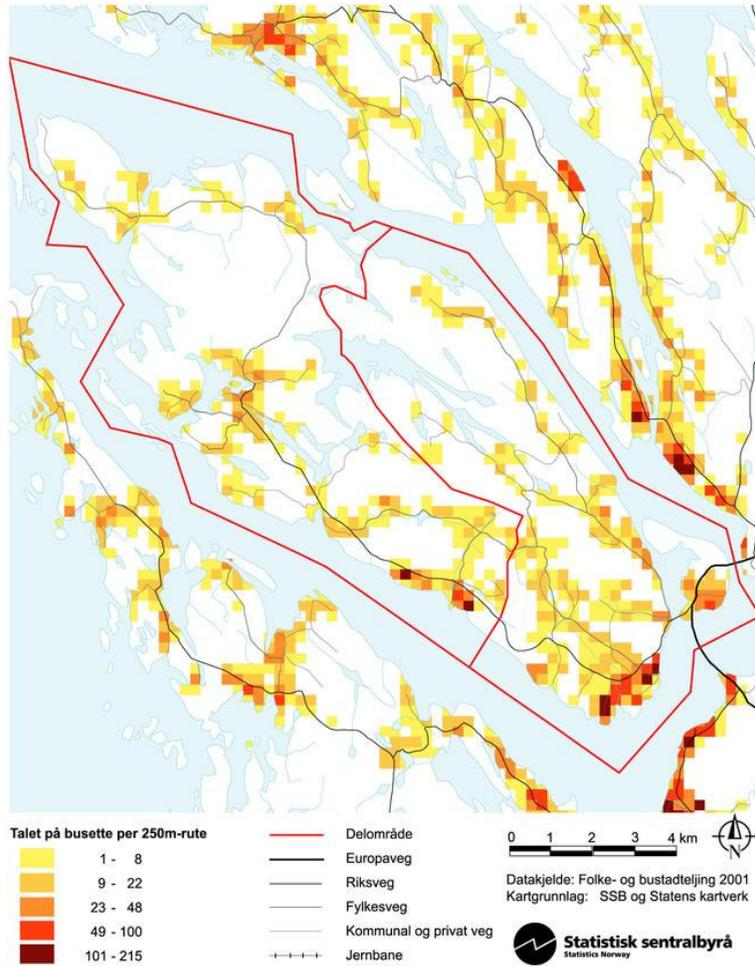 Talet på busette per 250m-rute
1 - 8
9 - 22
23 - 48
49 - 100
101 - 215
Delområde
Europaveg
Riksveg
Fylkesveg
Kommunal og privat veg
Jernbane
0 1 2 3 4 km
N
Datakjelde: Folke- og bustadteljing 2001
Kartgrunnlag: SSB og Statens kartverk
Statistisk sentralbyrå
Statistics Norway